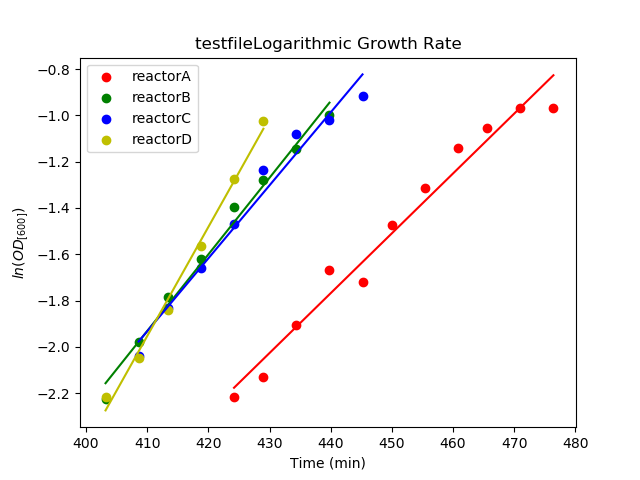 testfileLogarithmic Growth Rate
reactorA
reactorB
reactorC
reactorD
−0.8
−1.0
−1.2
−1.4
−1.6
−1.8
−2.0
−2.2
ln(OD[600])
400 410 420 430 440 450 460 470 480
Time (min)